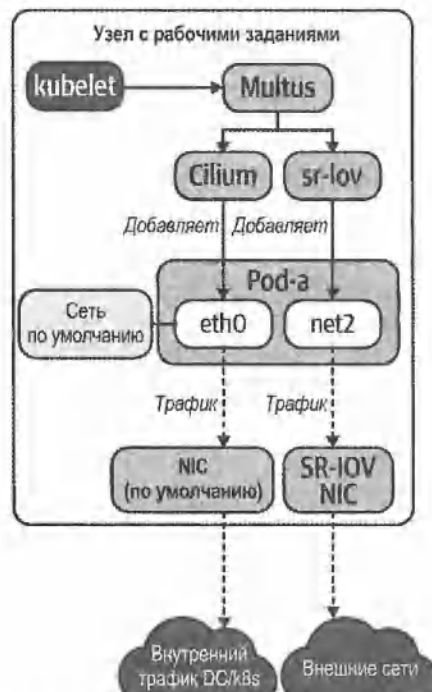 Узел с рабочими заданиями
kubelet
Multus
Cilium
sr-lov
Добавляет
Добавляет
Pod-a
Сеть
по умолчанию
eth0
net2
Трафик
Трафик
NIC
(по умолчанию)
SR-IOV
NIC
Внутренний
трафик DC/k8s
Внешние сети